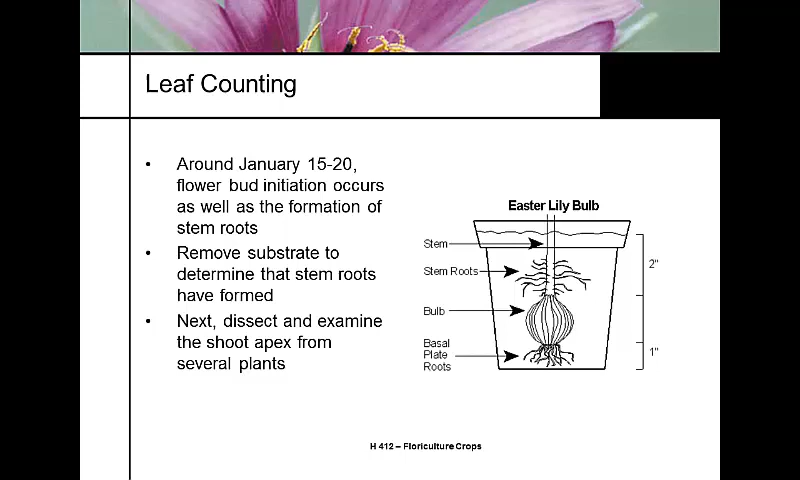 Leaf Counting
• Around January 15-20,
flower bud initiation occurs
as well as the formation of
stem roots
• Remove substrate to
determine that stem roots
have formed
• Next, dissect and examine
the shoot apex from
several plants
Easter Lily Bulb
Stem
2"
Stem Roots
Bulb
Basal
Plate
Roots
1"
H 412 – Floriculture Crops